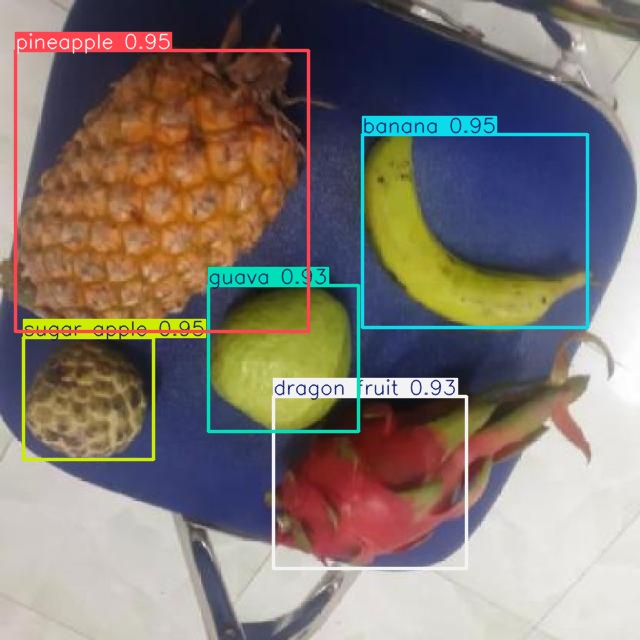 pineapple 0.95
banana 0.95
guava 0.93
sugar apple 0.95
dragon fruit 0.93